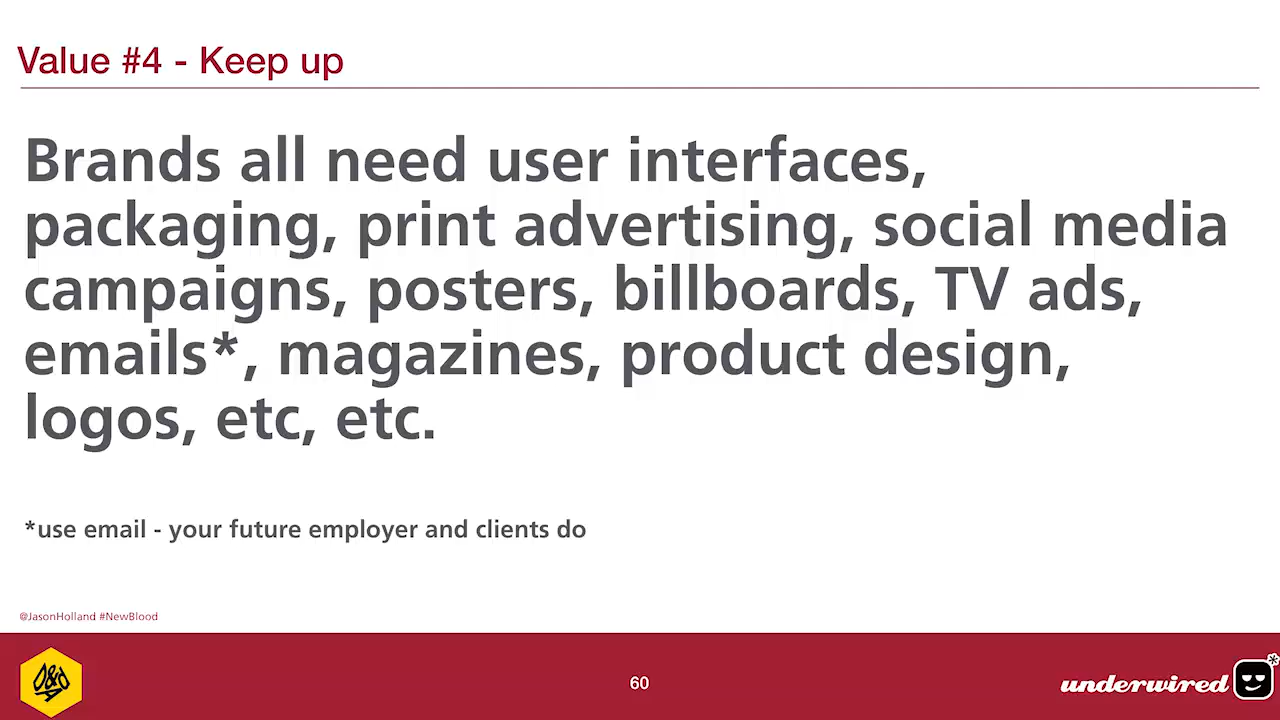 Value #4 - Keep up
Brands all need user interfaces,
packaging, print advertising, social media
campaigns, posters, billboards, TV ads,
emails*, magazines, product design,
logos, etc, etc.
*use email - your future employer and clients do
@JasonHolland #NewBlood
D&AD
60
underwired